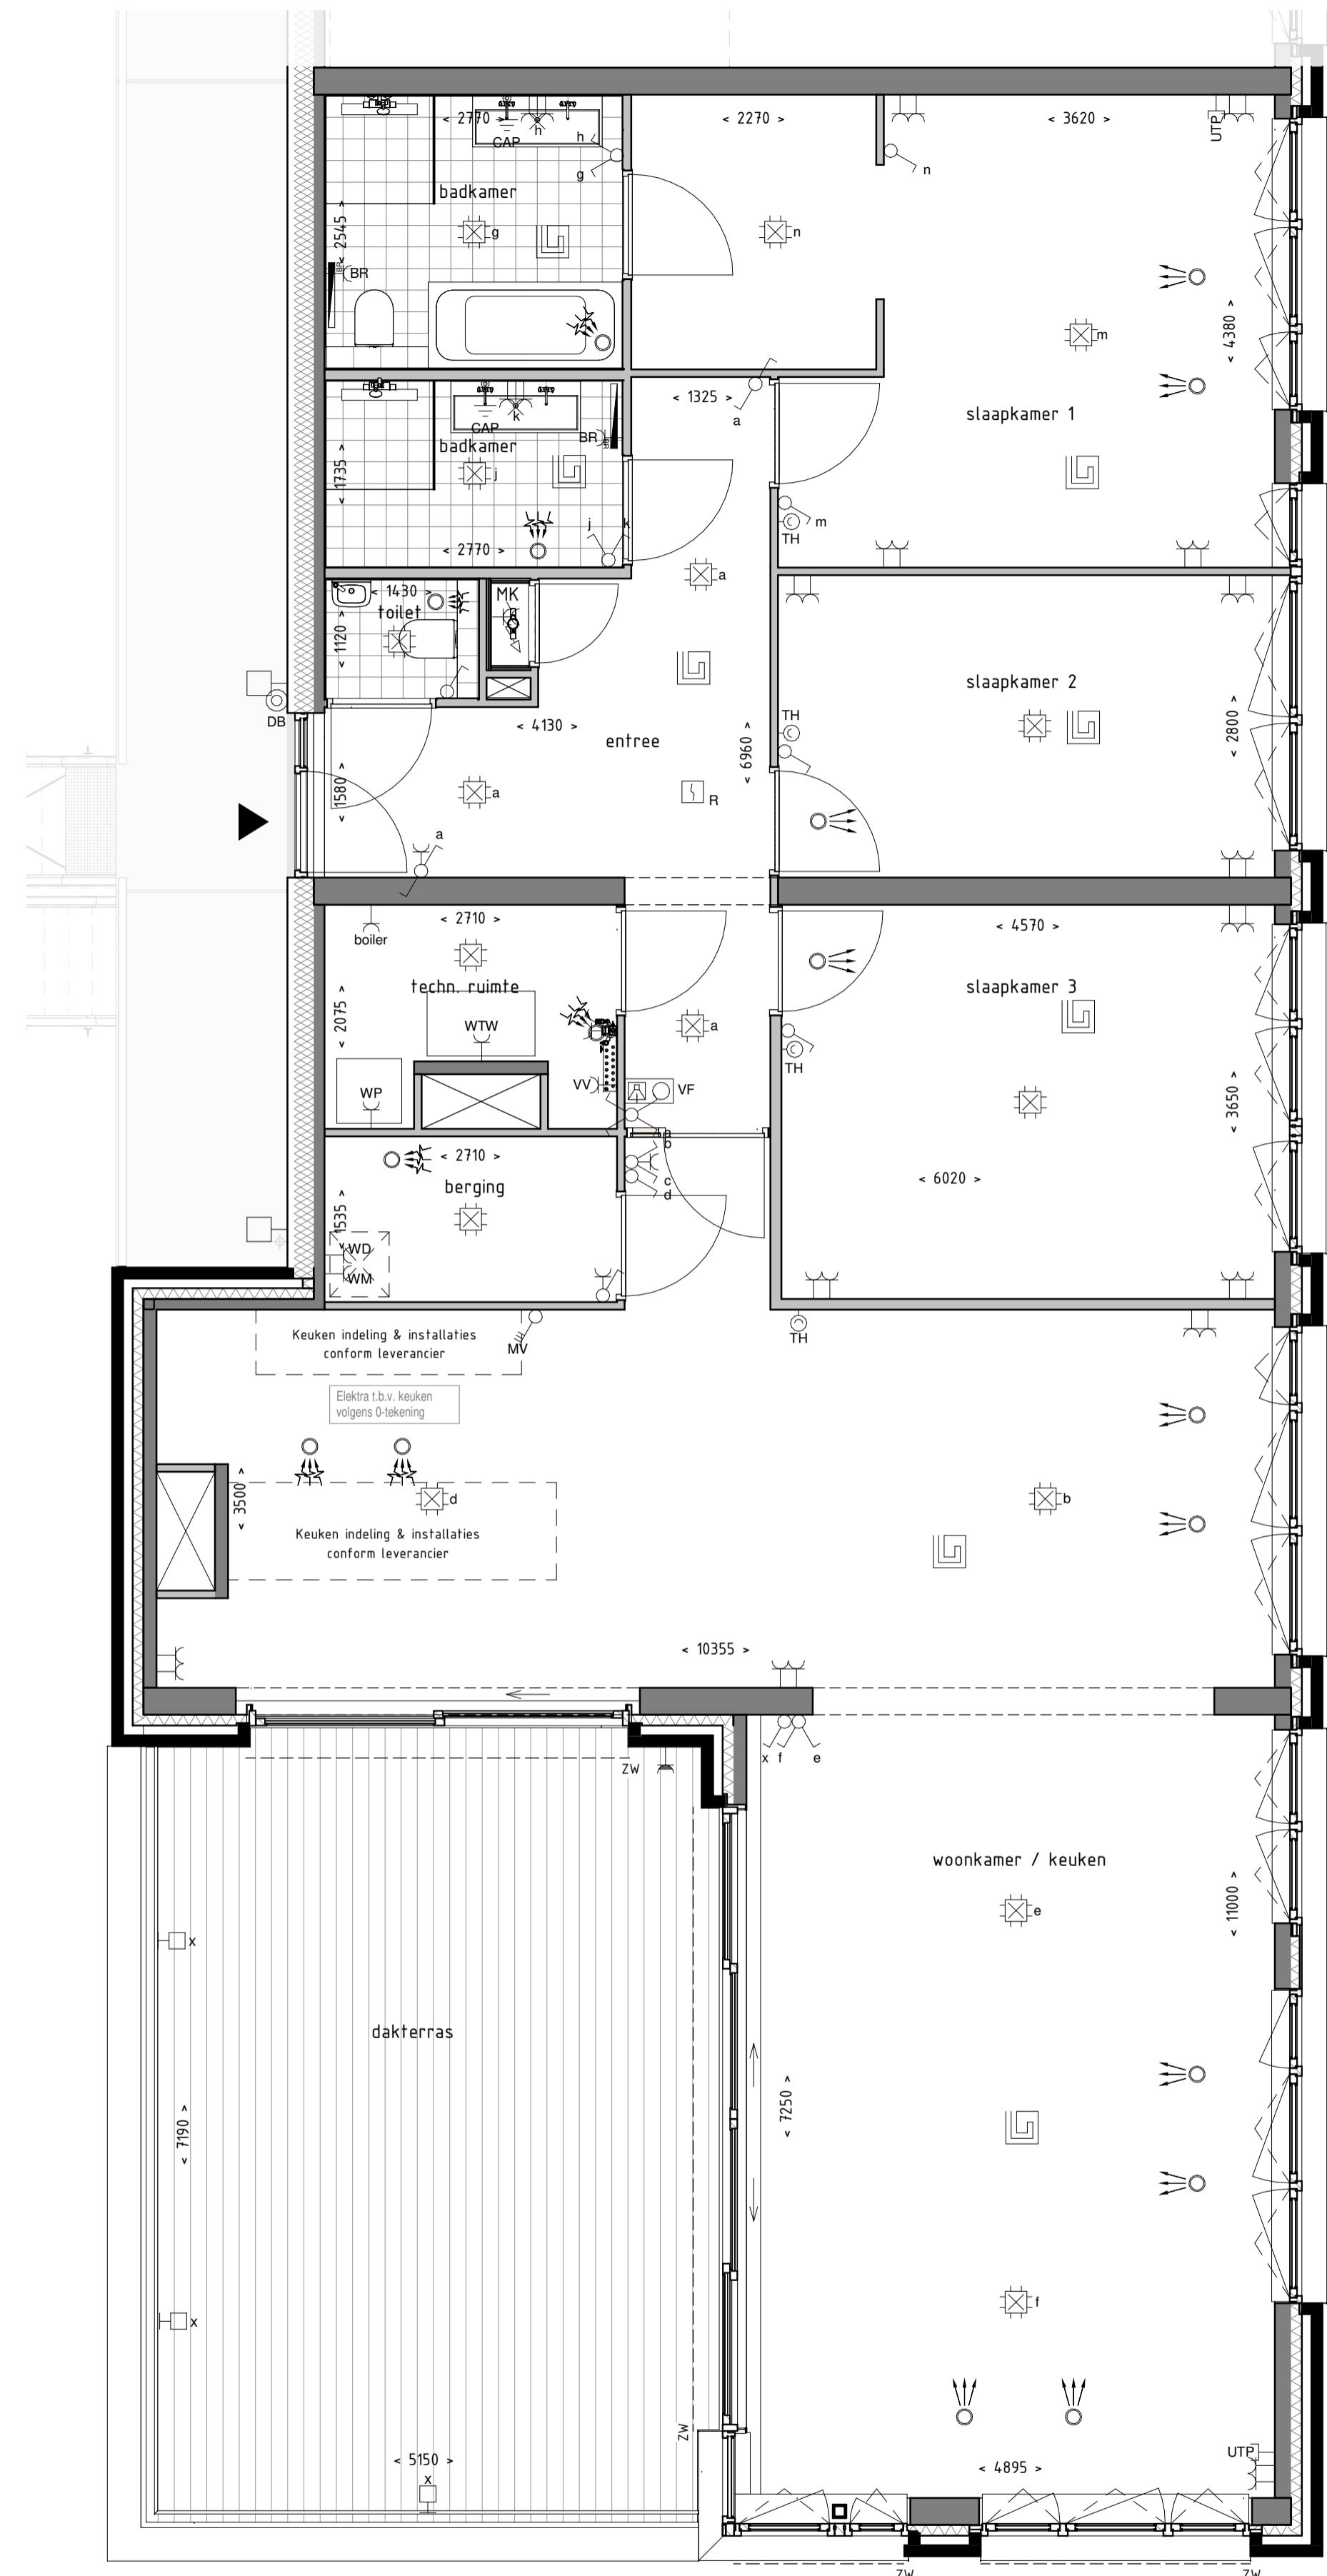 < 2770 >
h
CAP
h
g
< 2270 >
< 3620 >
UTP
n
badkamer
< 2545 >
g
n
BR
< 4380 >
m
< 1325 >
a
slaapkamer 1
k
CAP
BR
badkamer
< 1735 >
j
j
k
m
TH
< 2770 >
a
MK
< 1430 >
toilet
< 1120 >
slaapkamer 2
DB
TH
< 4130 >
entree
< 6960 >
< 2800 >
< 1580 >
a
R
a
boiler
< 2710 >
< 4570 >
techn. ruimte
slaapkamer 3
< 2075 >
WTW
a
TH
WP
VV
VF
a
b
< 3650 >
c
d
< 2710 >
berging
< 6020 >
< 1535 >
WD
WM
MV
TH
Keuken indeling & installaties
conform leverancier
Elektra t.b.v. keuken
volgens 0-tekening
< 3500 >
d
b
Keuken indeling & installaties
conform leverancier
< 10355 >
x f e
ZW
woonkamer / keuken
< 11000 >
e
x
dakterras
< 7190 >
< 7250 >
f
x
ZW
< 5150 >
x
UTP
< 4895 >
ZW
ZW